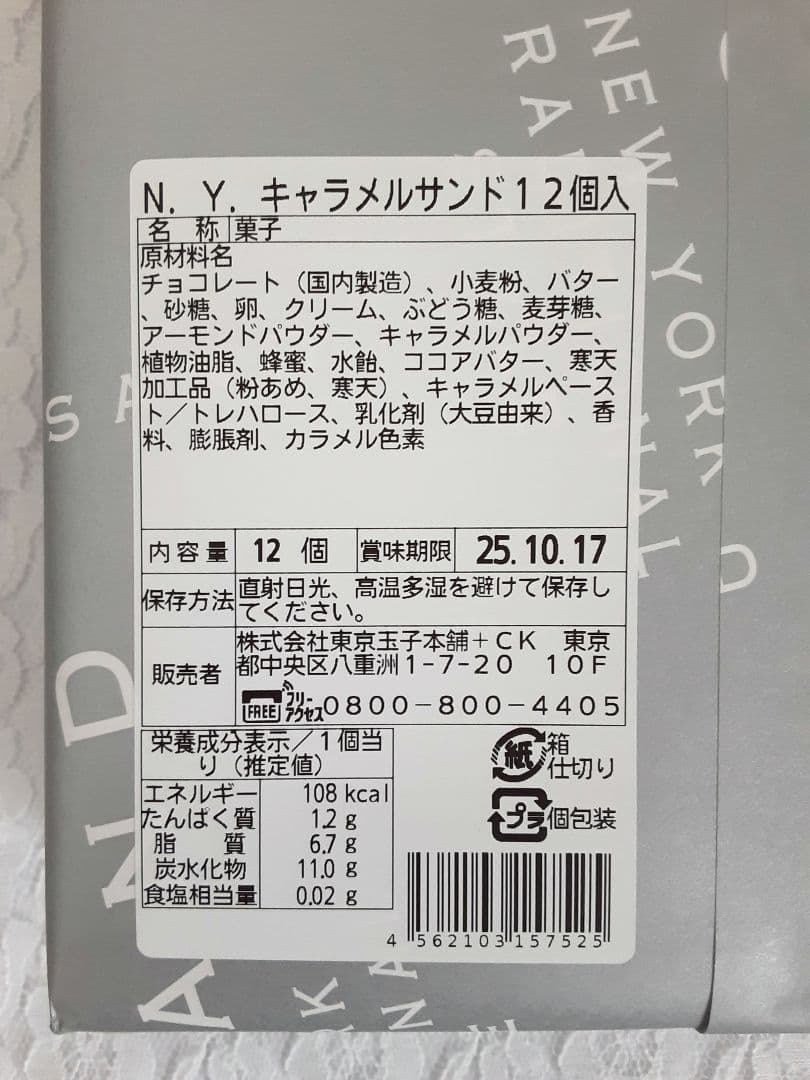 NEW YORK
N. Y. キャラメルサンド12個入
名 称 菓子
原材料名
チョコレート（国内製造）、小麦粉、バター
、砂糖、卵、クリーム、ぶどう糖、麦芽糖、
アーモンドパウダー、キャラメルパウダー、
植物油脂、蜂蜜、水飴、ココアバター、寒天
加工品（粉あめ、寒天）、キャラメルペース
ト／トレハロース、乳化剤（大豆由来）、香
料、膨脹剤、カラメル色素
内容量 12 個 賞味期限 25.10.17
保存方法 直射日光、高温多湿を避けて保存し
てください。
販売者 株式会社東京玉子本舗＋CK 東京
都中央区八重洲1-7-20 10F
FREE フリーアクセス 0800-800-4405
栄養成分表示／1個当
り（推定値）
エネルギー 108 kcal
たんぱく質 1.2 g
脂 質 6.7 g
炭水化物 11.0 g
食塩相当量 0.02 g
紙 箱
仕切り
プラ 個包装
4 562103 157525